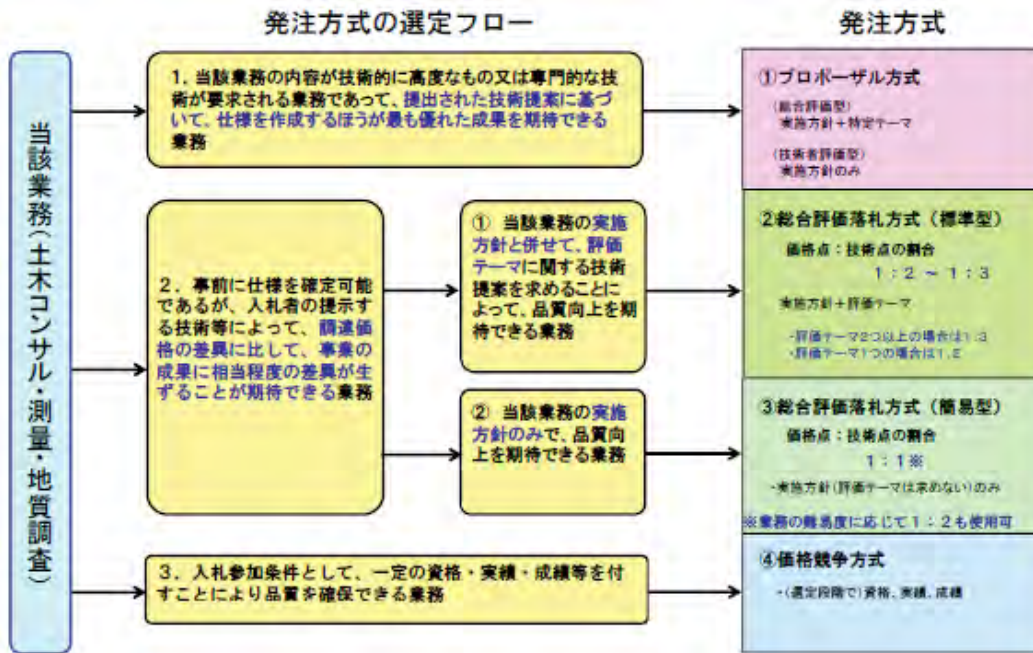 発注方式の選定フロー
発注方式
当該業務(土木コンサル・測量・地質調査)
1．当該業務の内容が技術的に高度なもの又は専門的な技
術が要求される業務であって、提出された技術提案に基づ
いて、仕様を作成するほうが最も優れた成果を期待できる
業務
①プロポーザル方式
(総合評価型)
実施方針＋特定テーマ
(技術者評価型)
実施方針のみ
2．事前に仕様を確定可能
であるが、入札者の提示す
る技術等によって、調達価
格の差異に比して、事業の
成果に相当程度の差異が生
ずることが期待できる業務
① 当該業務の実施
方針と併せて、評価
テーマに関する技術
提案を求めることに
よって、品質向上を期
待できる業務
②総合評価落札方式（標準型）
価格点：技術点の割合
1：2 ～ 1：3
実施方針＋評価テーマ
・評価テーマ2つ以上の場合は1:3
・評価テーマ1つの場合は1:2
② 当該業務の実施
方針のみで、品質向
上を期待できる業務
③総合評価落札方式（簡易型）
価格点：技術点の割合
1：1※
・実施方針(評価テーマは求めない)のみ
※業務の難易度に応じて1：2も使用可
3．入札参加条件として、一定の資格・実績・成績等を付
すことにより品質を確保できる業務
④価格競争方式
・(選定段階で)資格、実績、成績